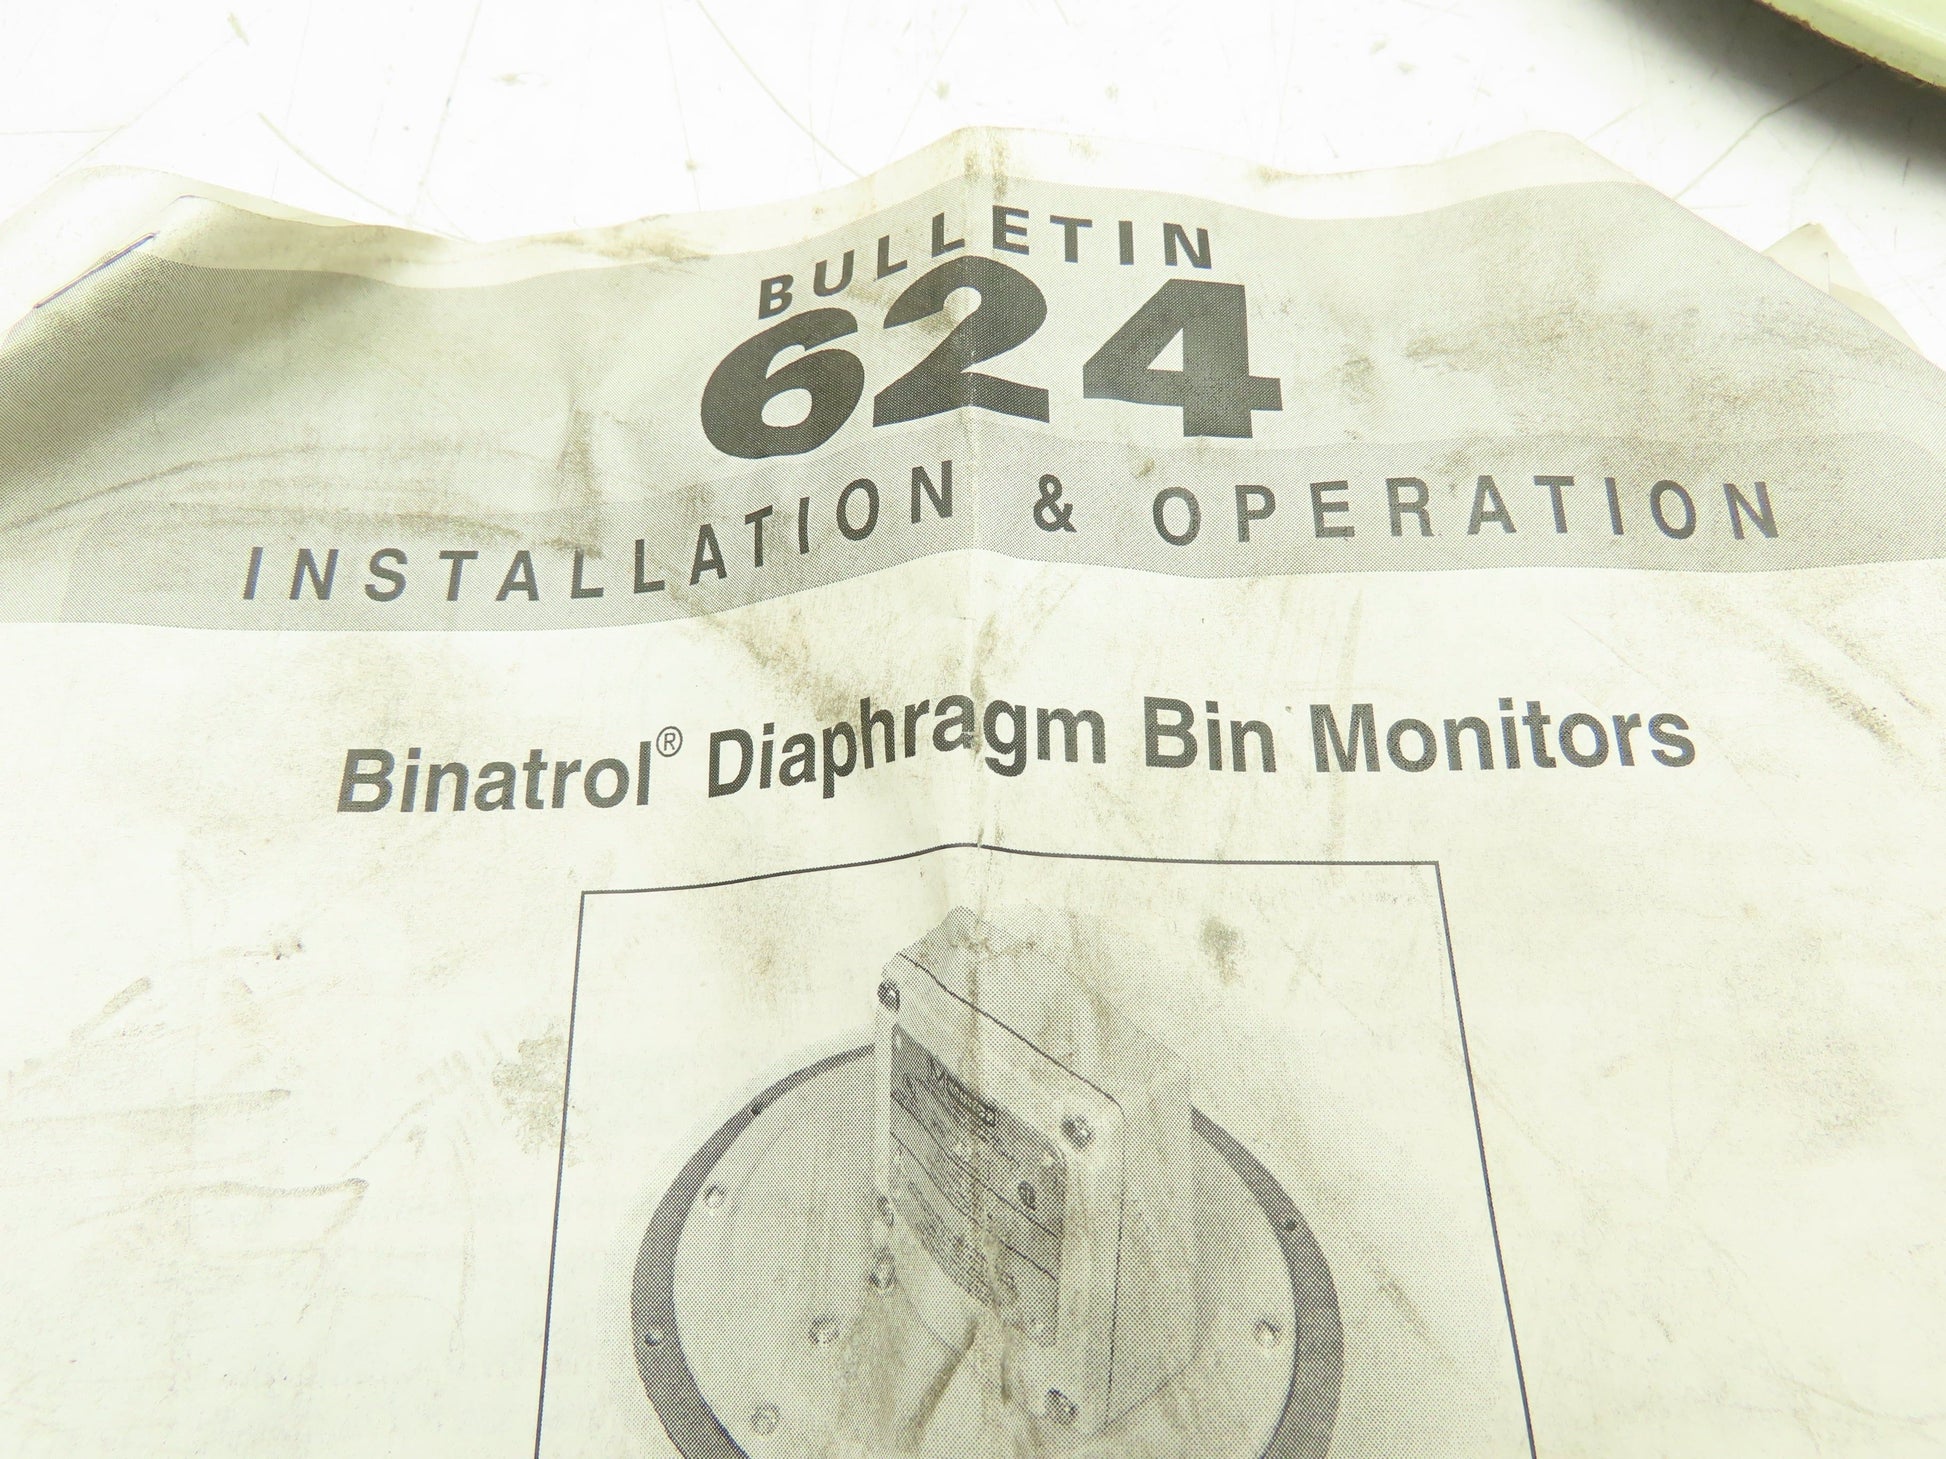 BULLETIN
624
INSTALLATION & OPERATION
Binatrol® Diaphragm Bin Monitors